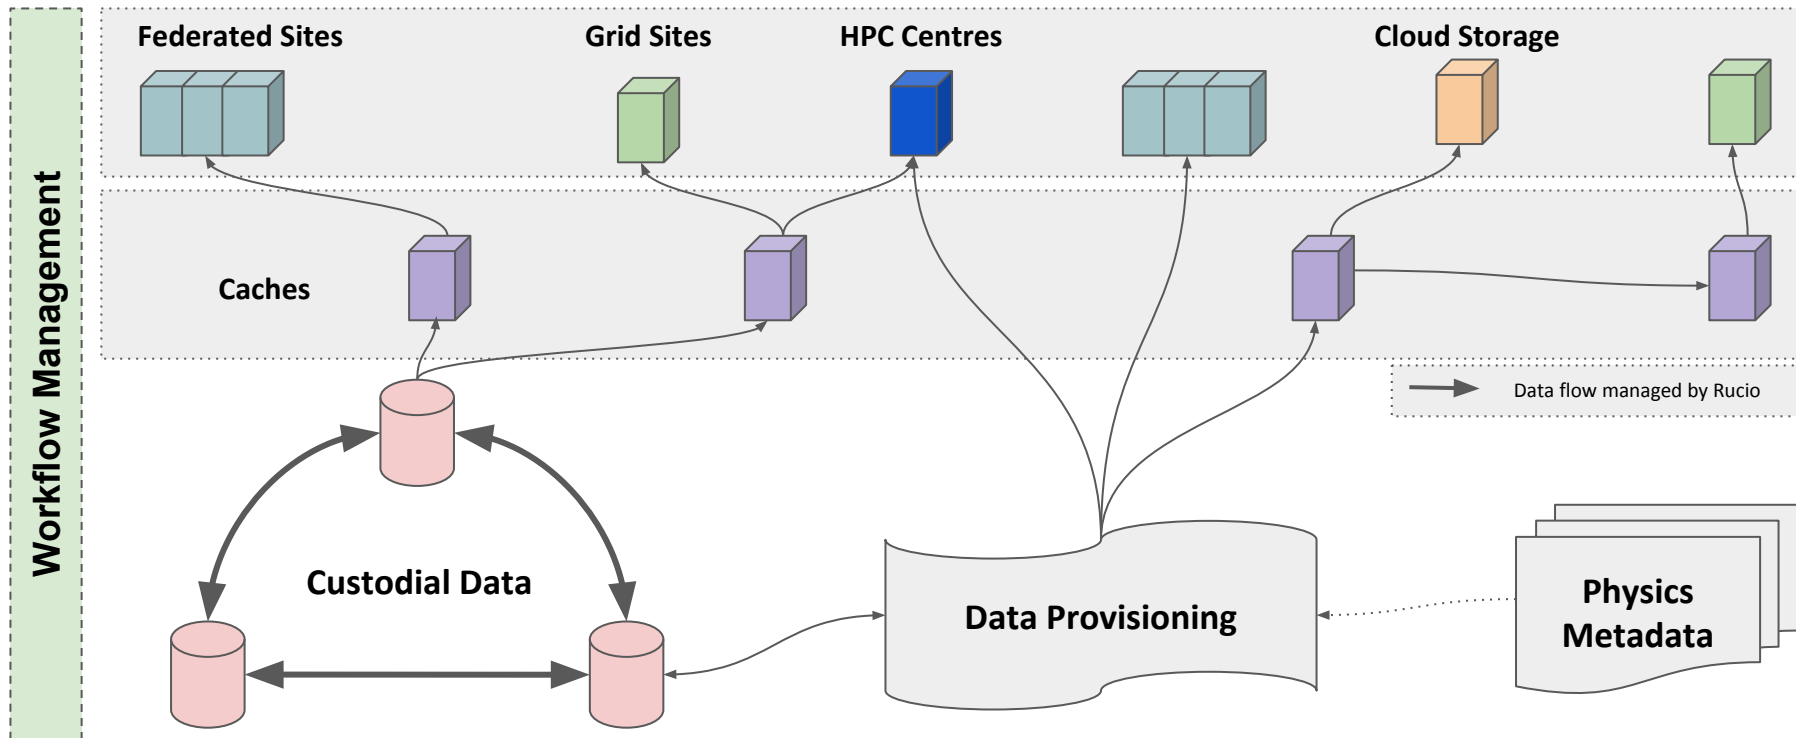 Workflow Management
Federated Sites
Grid Sites
HPC Centres
Cloud Storage
Caches
Data flow managed by Rucio
Custodial Data
Data Provisioning
Physics
Metadata